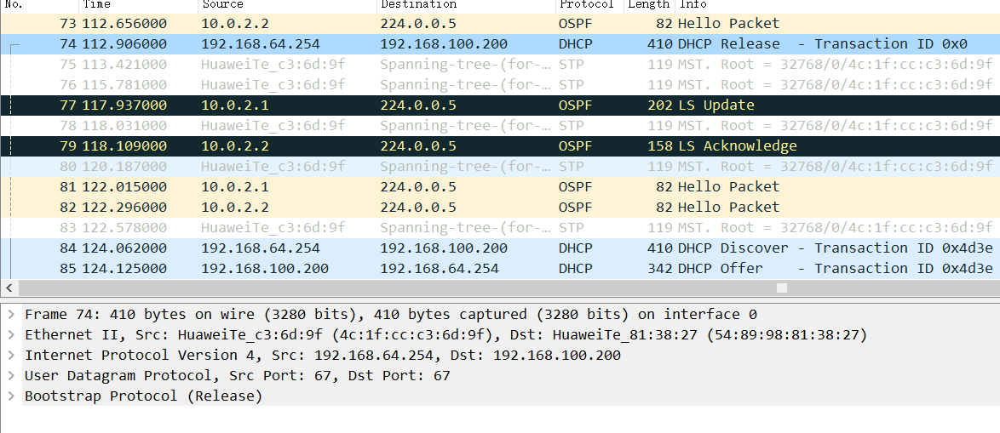 No. Time Source Destination Protocol Length Info
73 112.656000 10.0.2.2 224.0.0.5 OSPF 82 Hello Packet
74 112.906000 192.168.64.254 192.168.100.200 DHCP 410 DHCP Release - Transaction ID 0x0
75 113.421000 HuaweiTe_c3:6d:9f Spanning-tree-(for-… STP 119 MST. Root = 32768/0/4c:1f:cc:c3:6d:9f
76 115.781000 HuaweiTe_c3:6d:9f Spanning-tree-(for-… STP 119 MST. Root = 32768/0/4c:1f:cc:c3:6d:9f
77 117.937000 10.0.2.1 224.0.0.5 OSPF 202 LS Update
78 118.031000 HuaweiTe_c3:6d:9f Spanning-tree-(for-… STP 119 MST. Root = 32768/0/4c:1f:cc:c3:6d:9f
79 118.109000 10.0.2.2 224.0.0.5 OSPF 158 LS Acknowledge
80 120.187000 HuaweiTe_c3:6d:9f Spanning-tree-(for-… STP 119 MST. Root = 32768/0/4c:1f:cc:c3:6d:9f
81 122.015000 10.0.2.1 224.0.0.5 OSPF 82 Hello Packet
82 122.296000 10.0.2.2 224.0.0.5 OSPF 82 Hello Packet
83 122.578000 HuaweiTe_c3:6d:9f Spanning-tree-(for-… STP 119 MST. Root = 32768/0/4c:1f:cc:c3:6d:9f
84 124.062000 192.168.64.254 192.168.100.200 DHCP 410 DHCP Discover - Transaction ID 0x4d3e
85 124.125000 192.168.100.200 192.168.64.254 DHCP 342 DHCP Offer - Transaction ID 0x4d3e
Frame 74: 410 bytes on wire (3280 bits), 410 bytes captured (3280 bits) on interface 0
Ethernet II, Src: HuaweiTe_c3:6d:9f (4c:1f:cc:c3:6d:9f), Dst: HuaweiTe_81:38:27 (54:89:98:81:38:27)
Internet Protocol Version 4, Src: 192.168.64.254, Dst: 192.168.100.200
User Datagram Protocol, Src Port: 67, Dst Port: 67
Bootstrap Protocol (Release)